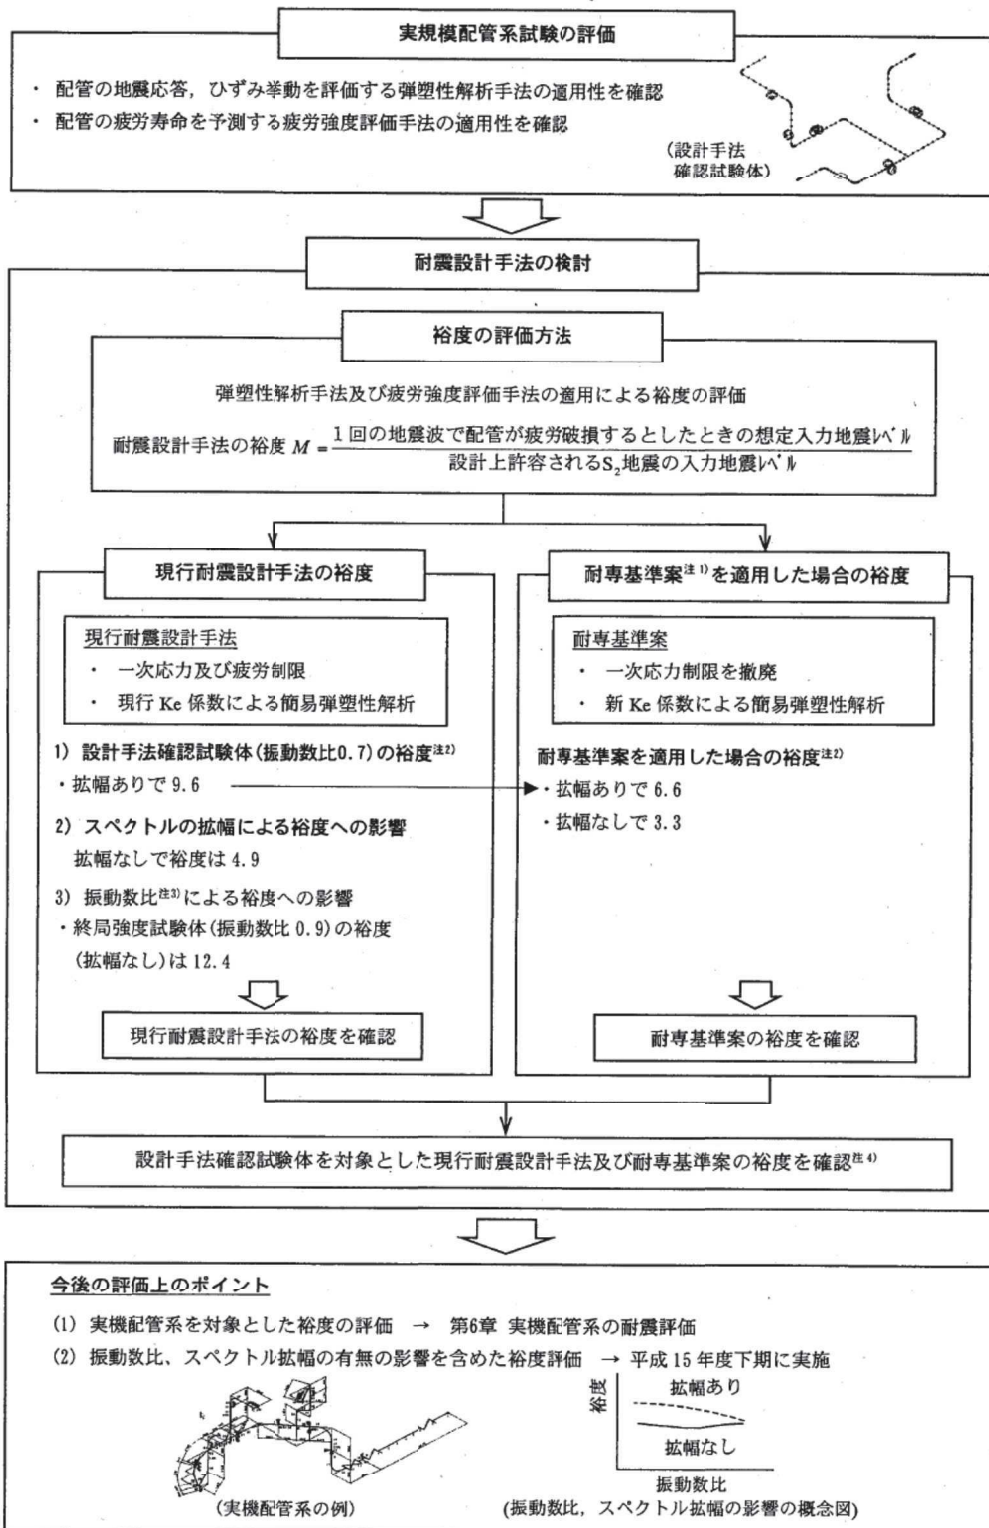 実規模配管系試験の評価
・ 配管の地震応答，ひずみ挙動を評価する弾塑性解析手法の適用性を確認
・ 配管の疲労寿命を予測する疲労強度評価手法の適用性を確認
(設計手法
確認試験体)
耐震設計手法の検討
裕度の評価方法
弾塑性解析手法及び疲労強度評価手法の適用による裕度の評価
耐震設計手法の裕度 M = 1回の地震波で配管が疲労破損するとしたときの想定入力地震ﾚﾍﾞﾙ
設計上許容されるS₂地震の入力地震ﾚﾍﾞﾙ
現行耐震設計手法の裕度
現行耐震設計手法
・ 一次応力及び疲労制限
・ 現行 Ke 係数による簡易弾塑性解析
1) 設計手法確認試験体(振動数比0.7)の裕度注2)
・拡幅ありで 9.6
2) スペクトルの拡幅による裕度への影響
拡幅なしで裕度は 4.9
3) 振動数比注3)による裕度への影響
・終局強度試験体(振動数比 0.9)の裕度
(拡幅なし)は 12.4
現行耐震設計手法の裕度を確認
耐専基準案注1)を適用した場合の裕度
耐専基準案
・ 一次応力制限を撤廃
・ 新 Ke 係数による簡易弾塑性解析
耐専基準案を適用した場合の裕度注2)
・拡幅ありで 6.6
・拡幅なしで 3.3
耐専基準案の裕度を確認
設計手法確認試験体を対象とした現行耐震設計手法及び耐専基準案の裕度を確認注4)
今後の評価上のポイント
(1) 実機配管系を対象とした裕度の評価 → 第6章 実機配管系の耐震評価
(2) 振動数比、スペクトル拡幅の有無の影響を含めた裕度評価 → 平成 15 年度下期に実施
(実機配管系の例)
裕度
拡幅あり
拡幅なし
振動数比
(振動数比，スペクトル拡幅の影響の概念図)